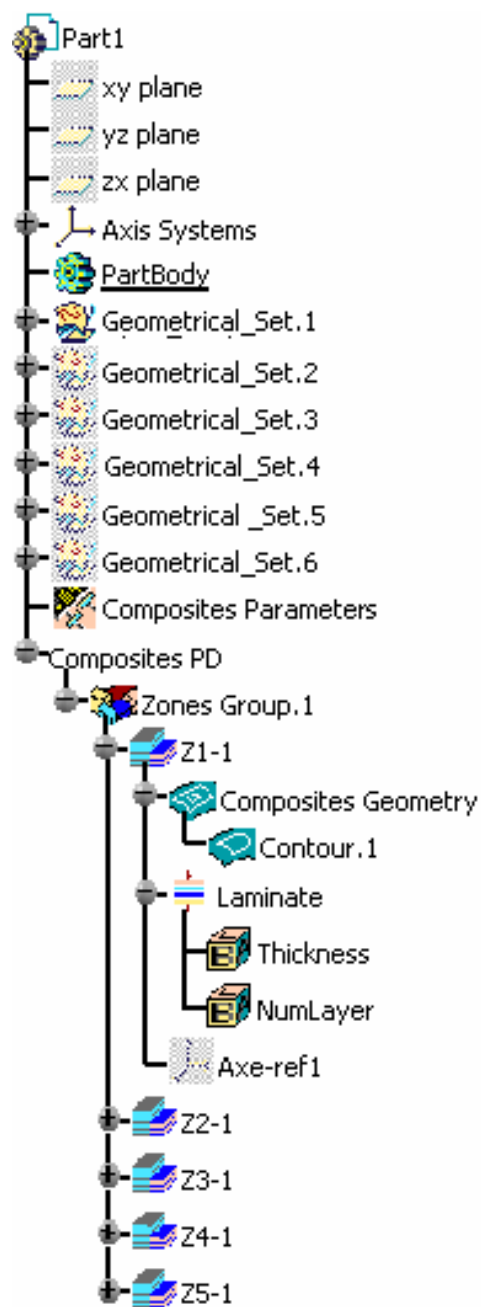 Part1
xy plane
yz plane
zx plane
Axis Systems
PartBody
Geometrical_Set.1
Geometrical_Set.2
Geometrical_Set.3
Geometrical_Set.4
Geometrical _Set.5
Geometrical_Set.6
Composites Parameters
Composites PD
Zones Group.1
Z1-1
Composites Geometry
Contour.1
Laminate
Thickness
NumLayer
Axe-ref1
Z2-1
Z3-1
Z4-1
Z5-1